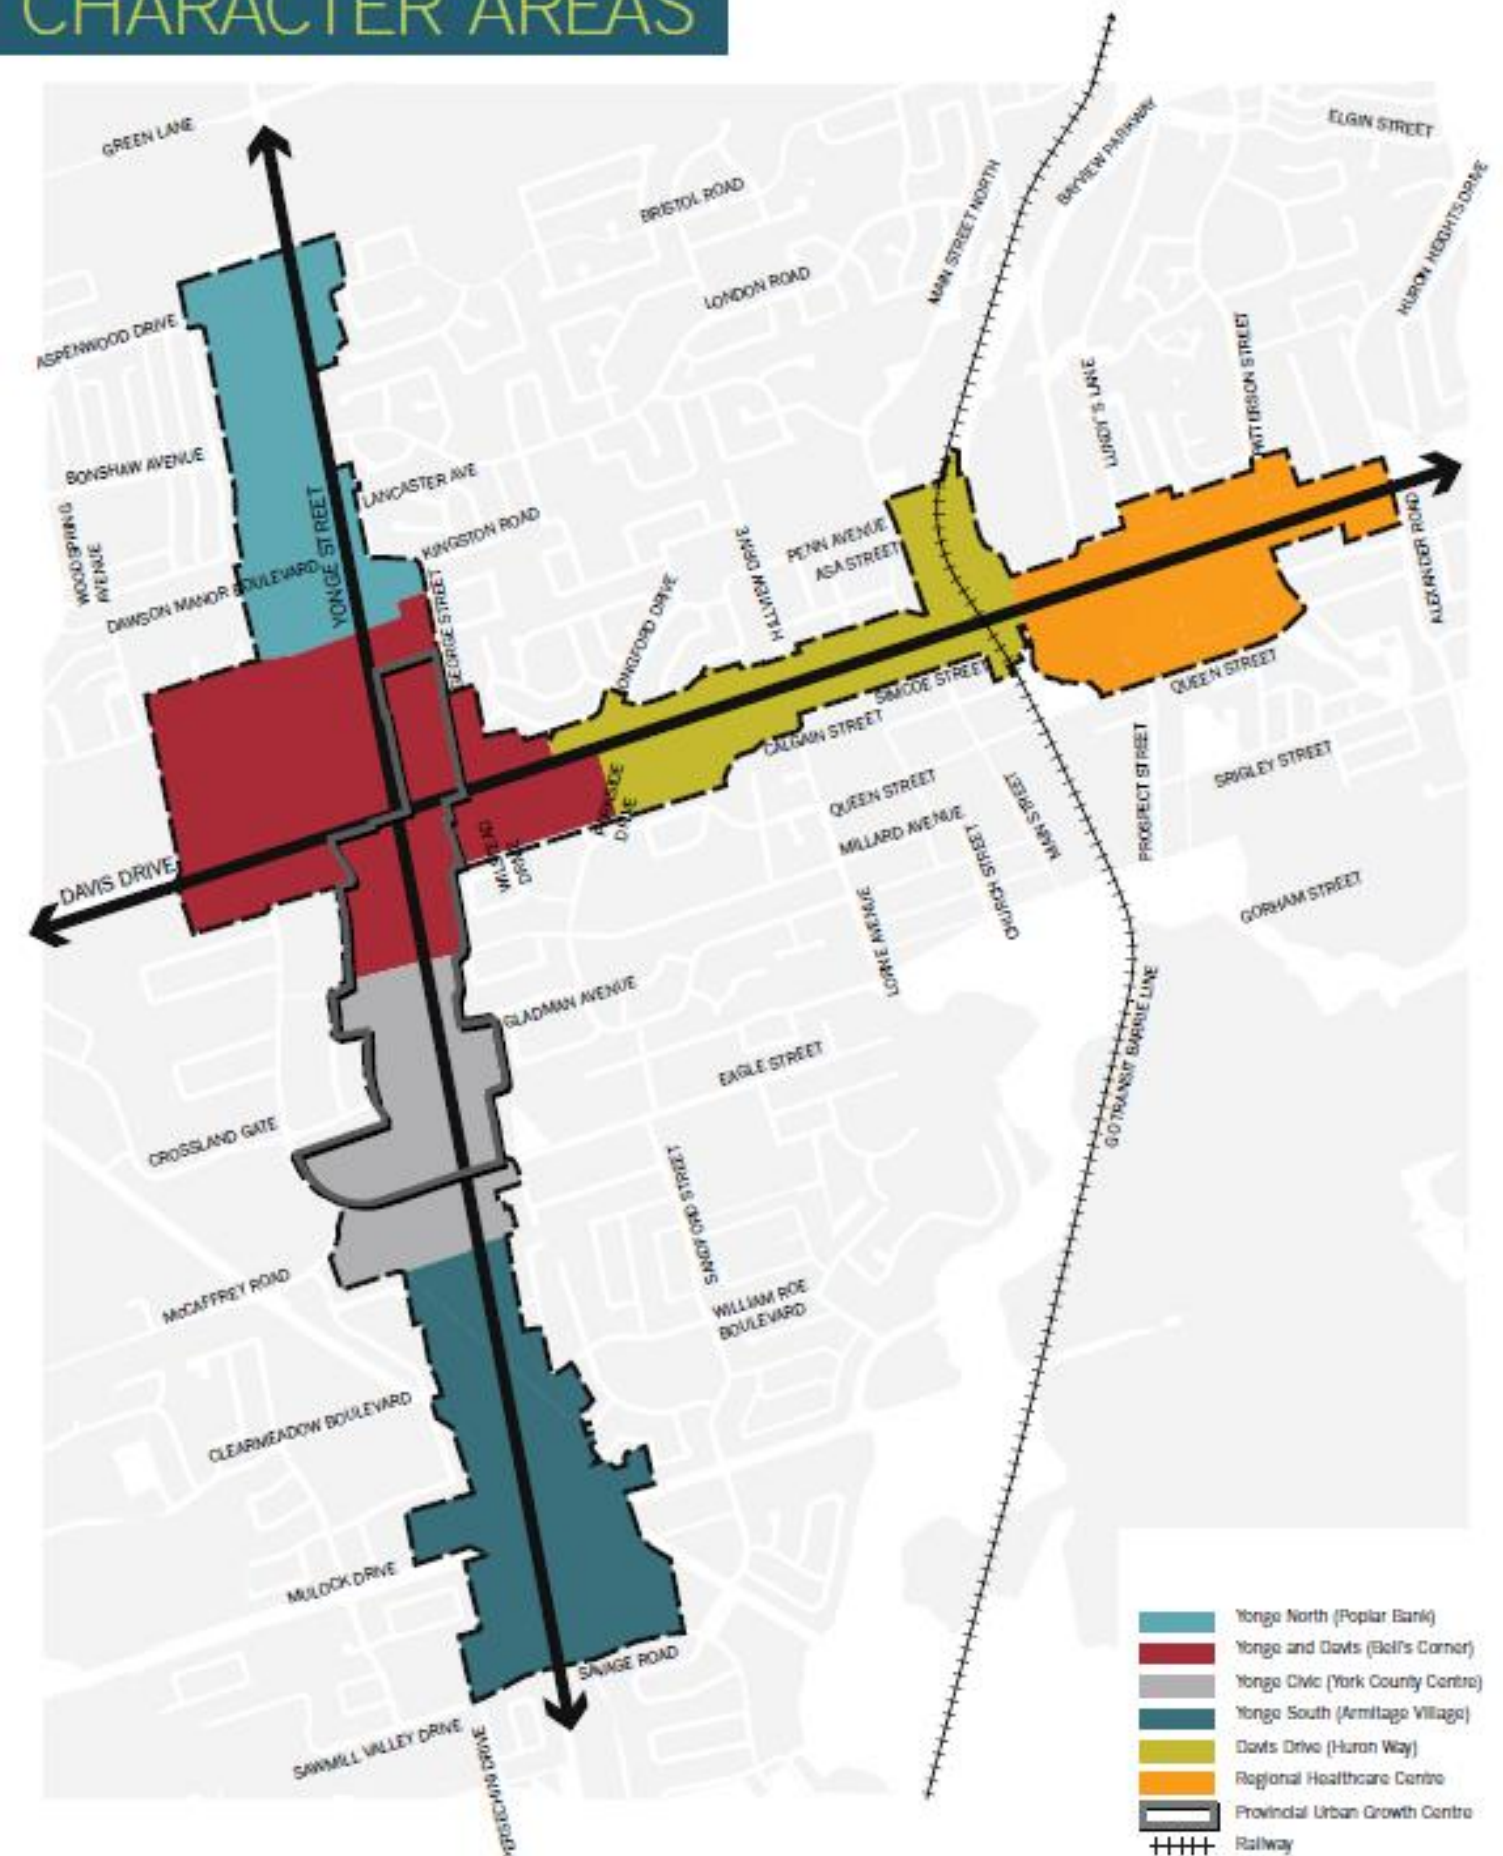 CHARACTER AREAS
GREEN LANE
ELGIN STREET
BAYVIEW PARKWAY
BRISTOL ROAD
MAIN STREET NORTH
HURON HEIGHTS DRIVE
LONDON ROAD
ASPENWOOD DRIVE
PATTERSON STREET
LUNDY'S LANE
BONSHAW AVENUE
LANCASTER AVE
YONGE STREET
KINGSTON ROAD
WOODSPRING
AVENUE
PENN AVENUE
ASA STREET
HILLVIEW DRIVE
ALEXANDER ROAD
DAWSON MANOR BOULEVARD
GEORGE STREET
LONGFORD DRIVE
SIMCOE STREET
QUEEN STREET
CALGAIN STREET
SRIGLEY STREET
PROSPECT STREET
QUEEN STREET
MAIN STREET
MILLARD AVENUE
CHURCH STREET
DRIVE
DRIVE
DAVIS DRIVE
LORNE AVENUE
GORHAM STREET
GLADMAN AVENUE
GO TRANSIT BARRIE LINE
EAGLE STREET
CROSSLAND GATE
SANDFORD STREET
McCAFFREY ROAD
WILLIAM ROE
BOULEVARD
CLEARMEADOW BOULEVARD
MULOCK DRIVE
SAVAGE ROAD
SAWMILL VALLEY DRIVE
DRIVE
Yonge North (Poplar Bank)
Yonge and Davis (Bell's Corner)
Yonge Civic (York County Centre)
Yonge South (Armitage Village)
Davis Drive (Huron Way)
Regional Healthcare Centre
Provincial Urban Growth Centre
Railway